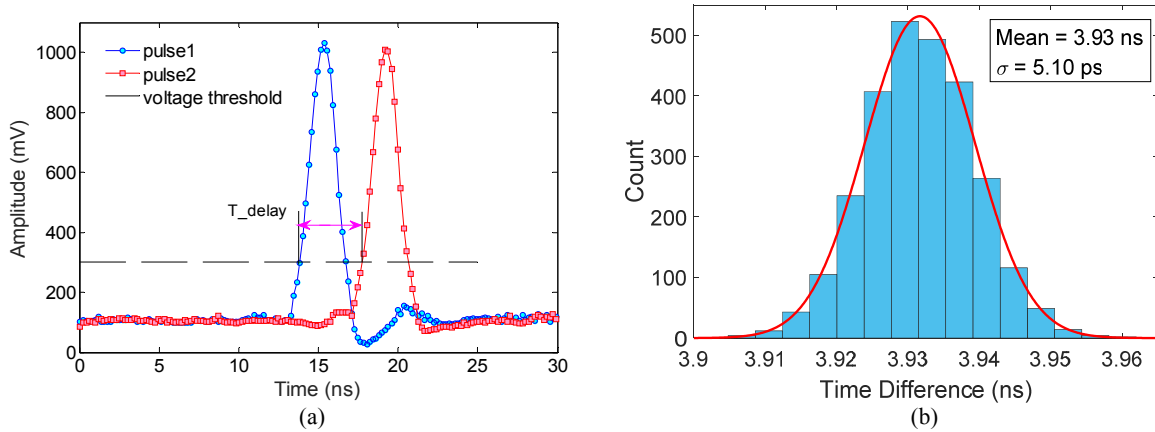 pulse1
pulse2
voltage threshold
T_delay
Amplitude (mV)
1000
800
600
400
200
0
0 5 10 15 20 25 30
Time (ns)
(a)
Mean = 3.93 ns
σ = 5.10 ps
Count
500
400
300
200
100
0
3.9 3.91 3.92 3.93 3.94 3.95 3.96
Time Difference (ns)
(b)